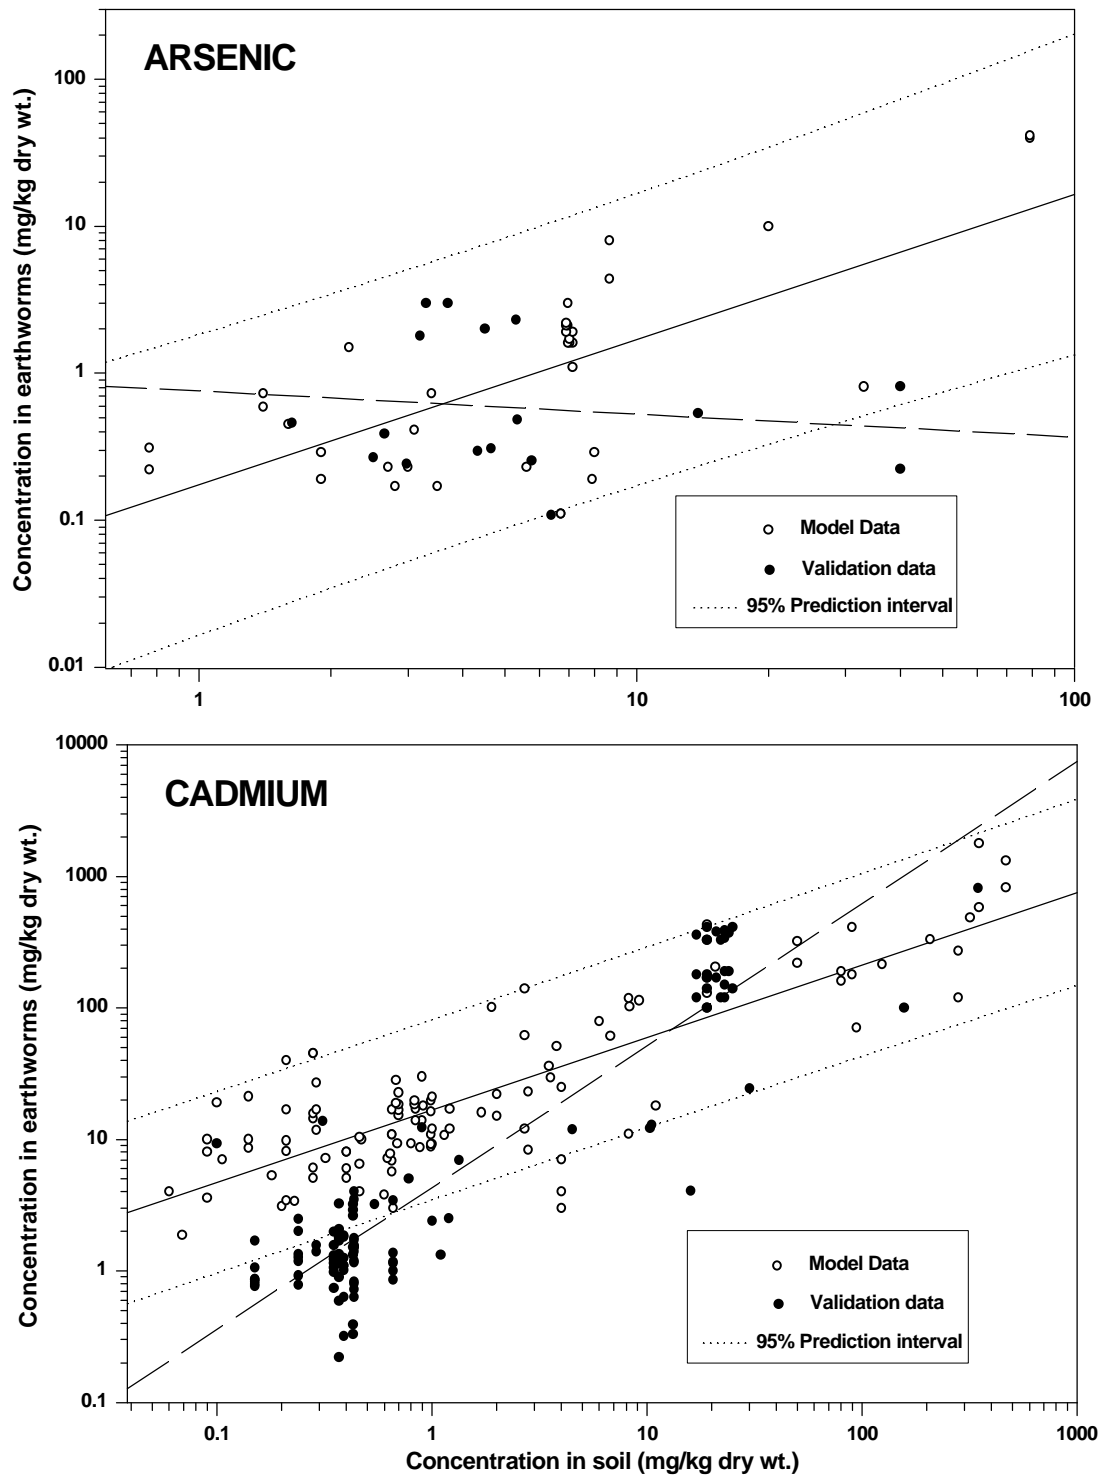 ARSENIC
Concentration in earthworms (mg/kg dry wt.)
100
10
1
0.1
0.01
Model Data
Validation data
95% Prediction interval
1 10 100
CADMIUM
Concentration in earthworms (mg/kg dry wt.)
10000
1000
100
10
1
0.1
Model Data
Validation data
95% Prediction interval
0.1 1 10 100 1000
Concentration in soil (mg/kg dry wt.)